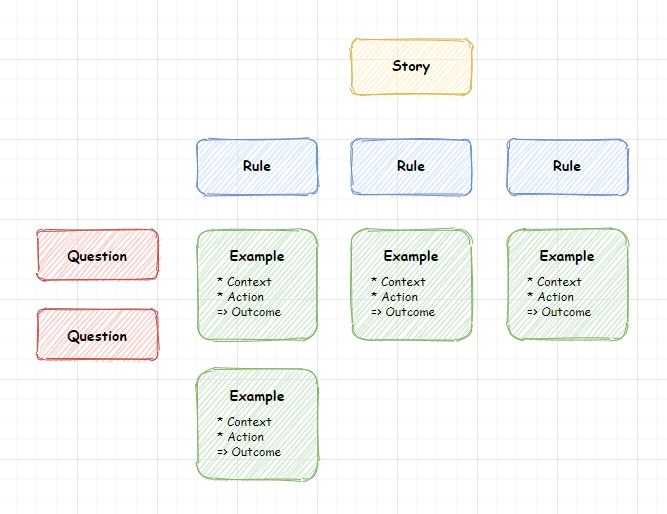 Story
Rule
Rule
Rule
Question
Question
Example
* Context
* Action
=> Outcome
Example
* Context
* Action
=> Outcome
Example
* Context
* Action
=> Outcome
Example
* Context
* Action
=> Outcome